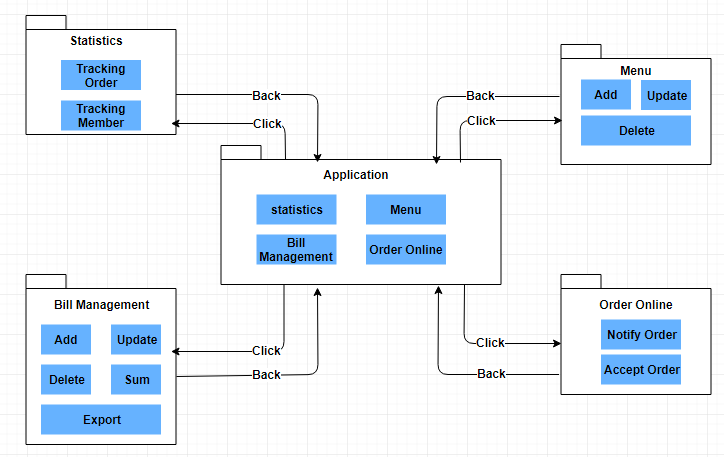 Statistics
Tracking
Order
Tracking
Member
Back
Click
Menu
Add
Update
Delete
Back
Click
Application
statistics
Menu
Bill
Management
Order Online
Bill Management
Add
Update
Delete
Sum
Export
Click
Back
Order Online
Notify Order
Accept Order
Click
Back